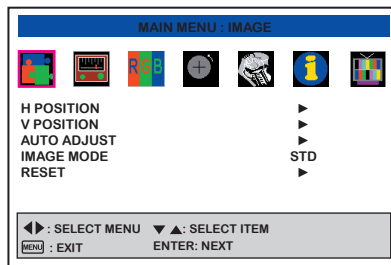 MAIN MENU : IMAGE
RGB
i
H POSITION ►
V POSITION ►
AUTO ADJUST ►
IMAGE MODE STD
RESET ►
◄► : SELECT MENU ▼ ▲: SELECT ITEM
MENU : EXIT ENTER: NEXT